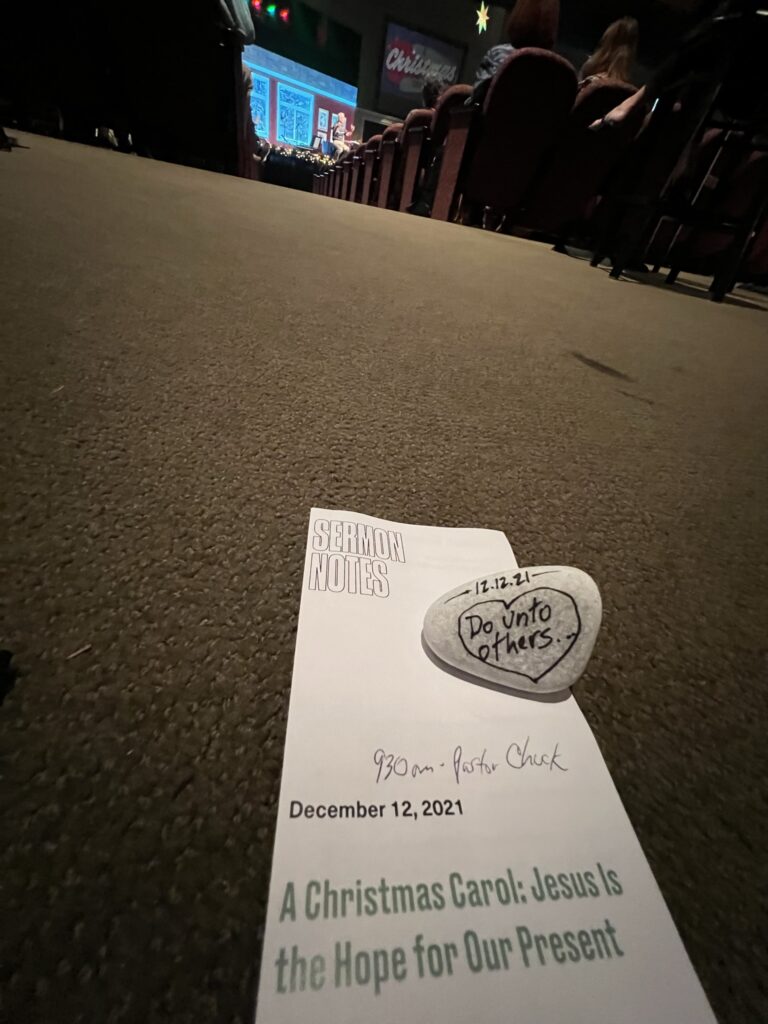 Christmas
SERMON
NOTES
-12.12.21-
Do unto
others...
930am - Pastor Chuck
December 12, 2021
A Christmas Carol: Jesus Is
the Hope for Our Present